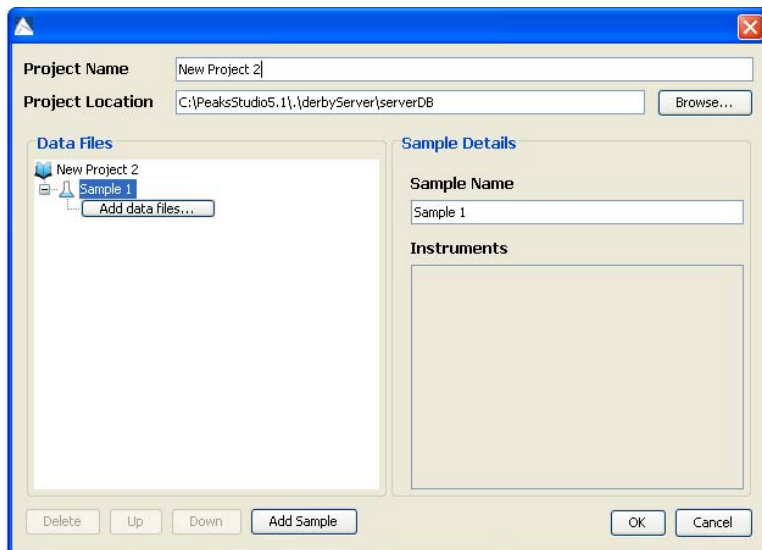 Project Name New Project 2
Project Location C:\PeaksStudio5.1\.\derbyServer\serverDB Browse...
Data Files
New Project 2
Sample 1
Add data files...
Sample Details
Sample Name
Sample 1
Instruments
Delete Up Down Add Sample OK Cancel